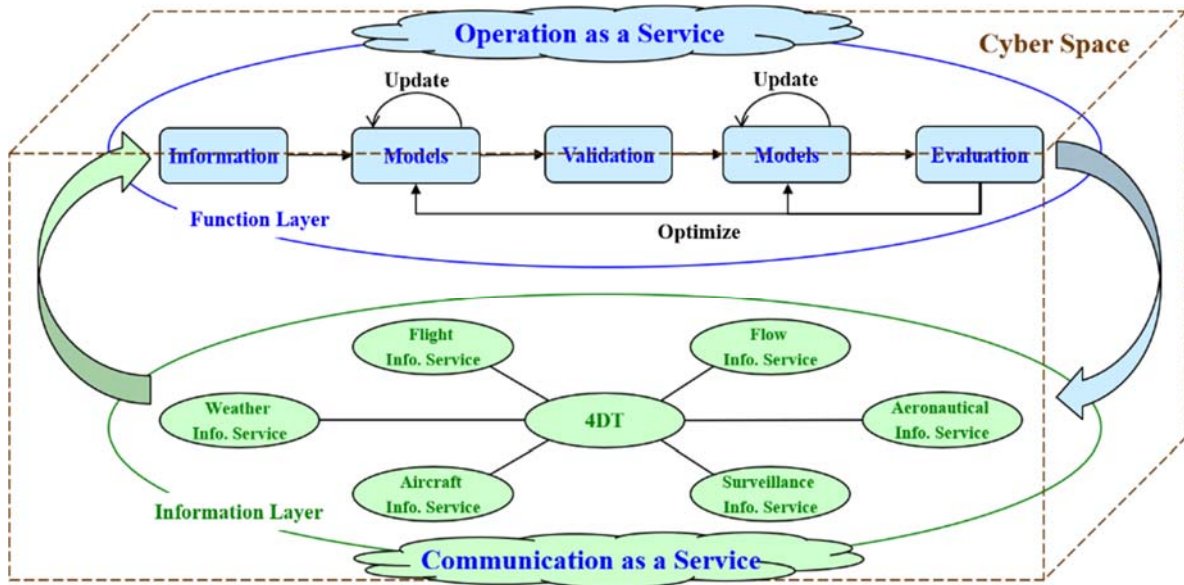 Operation as a Service
Cyber Space
Update
Update
Information
Models
Validation
Models
Evaluation
Function Layer
Optimize
Flight
Info. Service
Flow
Info. Service
Weather
Info. Service
4DT
Aeronautical
Info. Service
Aircraft
Info. Service
Surveillance
Info. Service
Information Layer
Communication as a Service